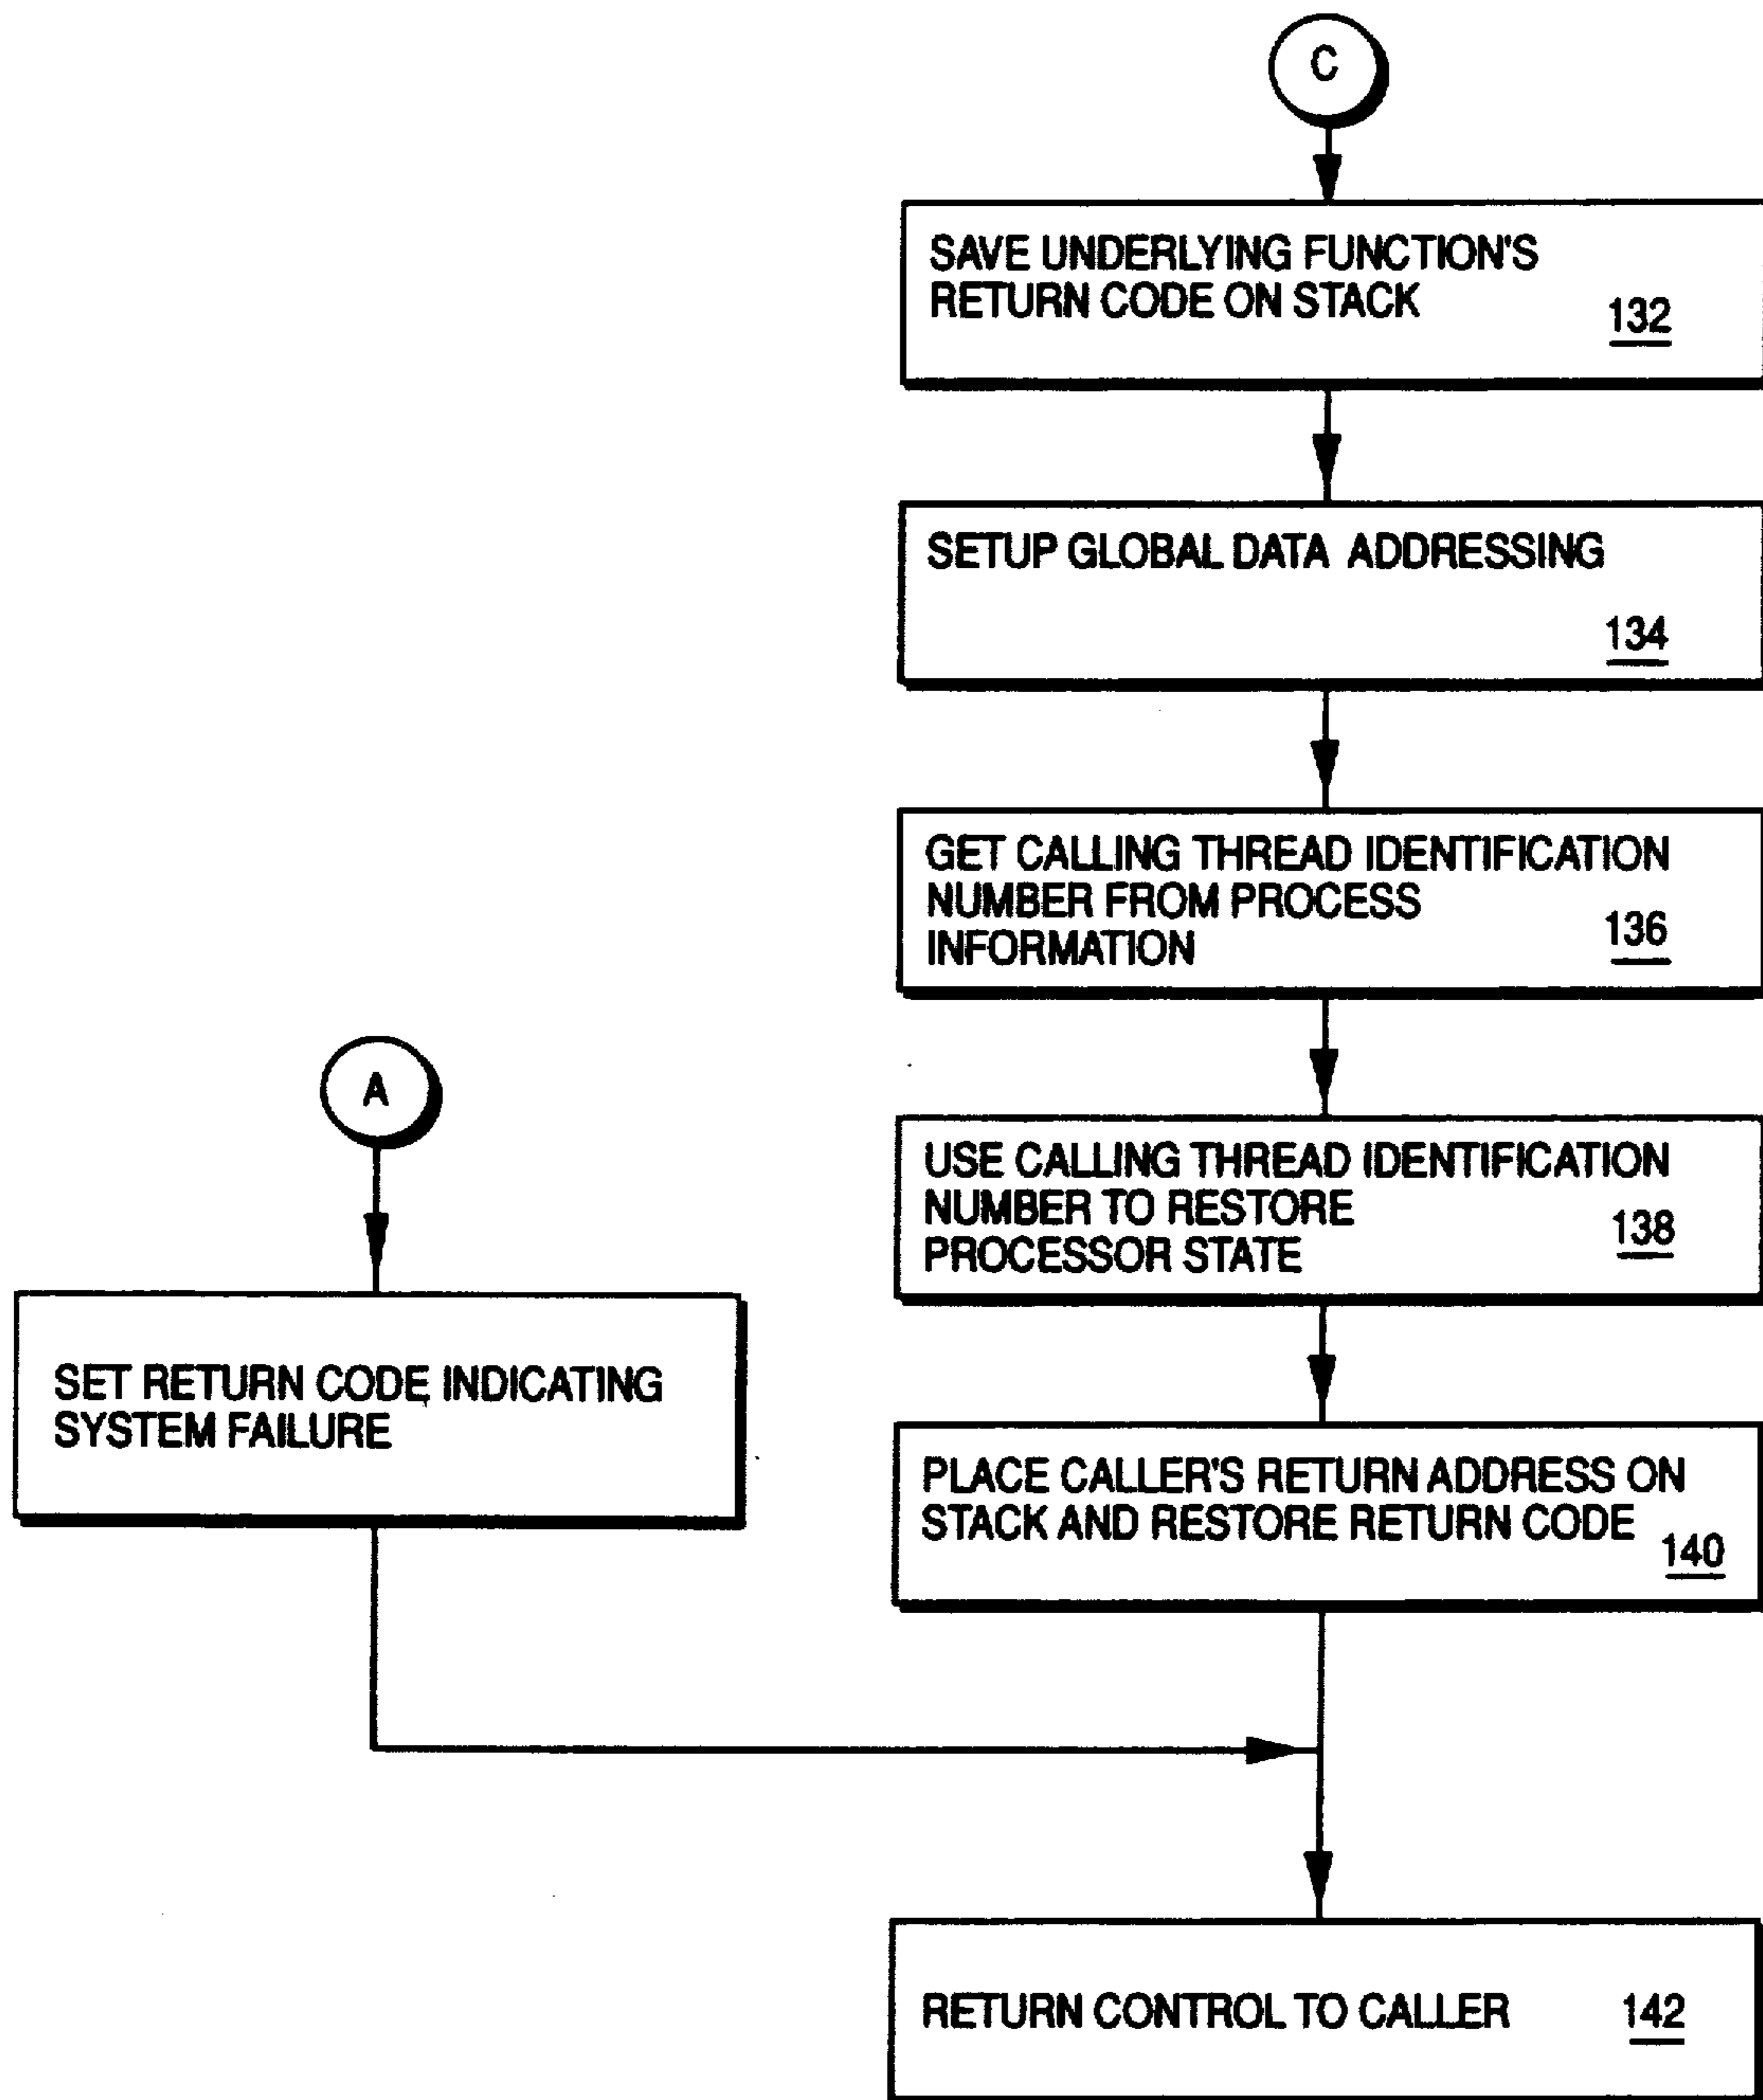 C
SAVE UNDERLYING FUNCTION'S
RETURN CODE ON STACK
132
SETUP GLOBAL DATA ADDRESSING
134
GET CALLING THREAD IDENTIFICATION
NUMBER FROM PROCESS
INFORMATION
136
A
USE CALLING THREAD IDENTIFICATION
NUMBER TO RESTORE
PROCESSOR STATE
138
SET RETURN CODE INDICATING
SYSTEM FAILURE
PLACE CALLER'S RETURN ADDRESS ON
STACK AND RESTORE RETURN CODE
140
RETURN CONTROL TO CALLER
142